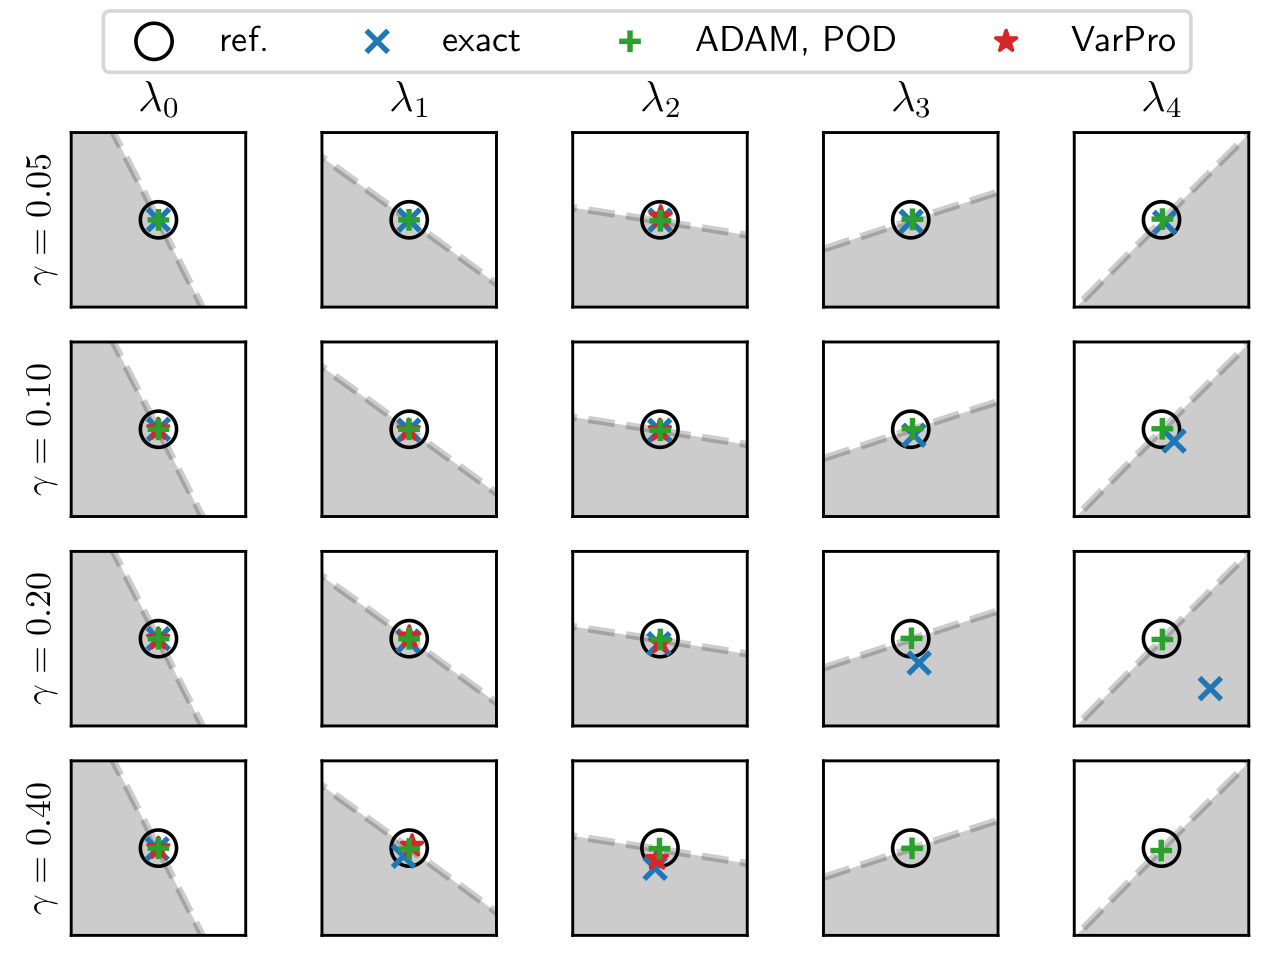 ref. exact ADAM, POD VarPro
λ₀ λ₁ λ₂ λ₃ λ₄
γ = 0.05
γ = 0.10
γ = 0.20
γ = 0.40